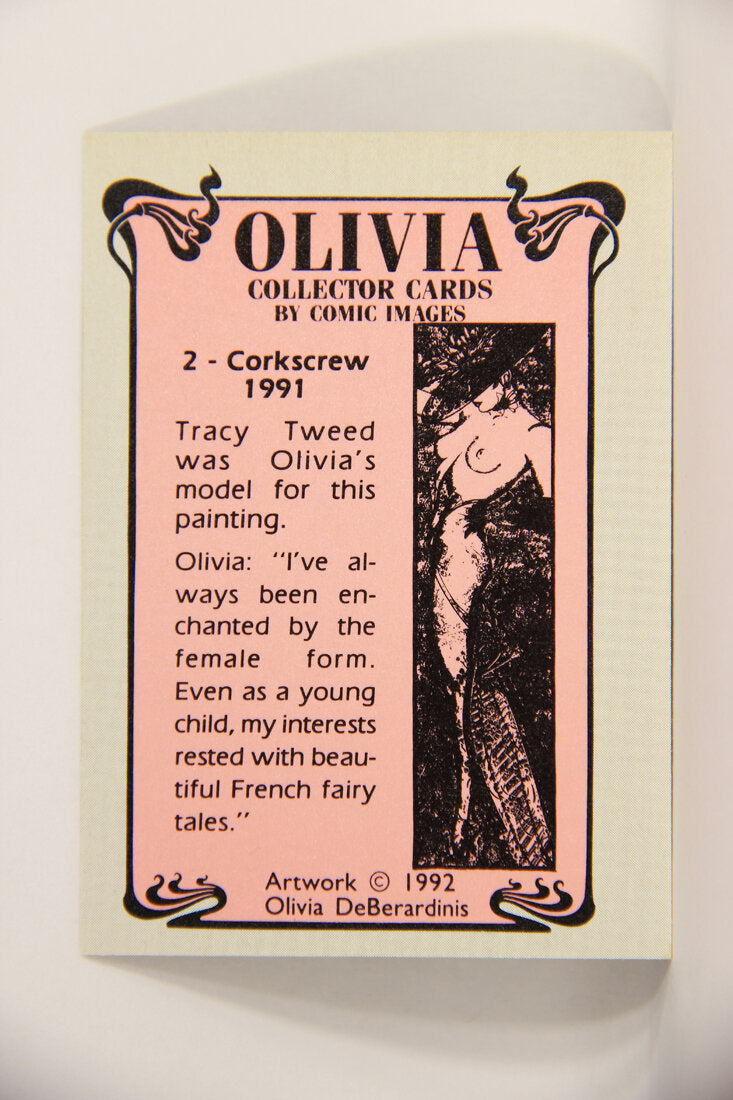 OLIVIA
COLLECTOR CARDS
BY COMIC IMAGES
2 - Corkscrew
1991
Tracy Tweed
was Olivia's
model for this
painting.
Olivia: "I've al-
ways been en-
chanted by the
female form.
Even as a young
child, my interests
rested with beau-
tiful French fairy
tales."
Artwork © 1992
Olivia DeBerardinis